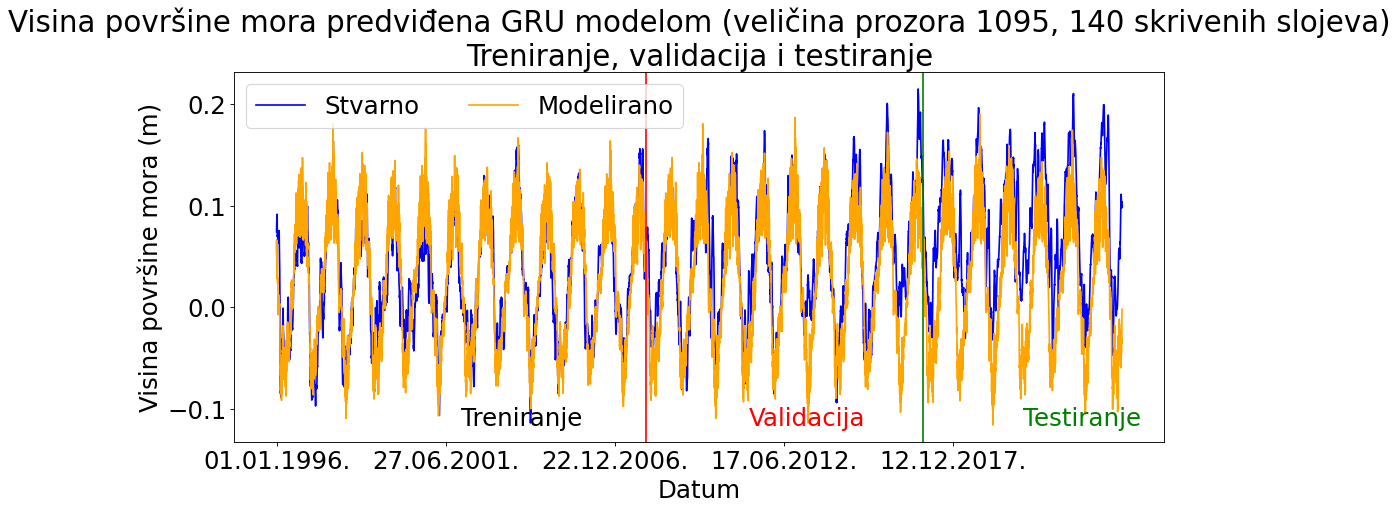 Visina površine mora predviđena GRU modelom (veličina prozora 1095, 140 skrivenih slojeva)
Treniranje, validacija i testiranje
Stvarno
Modelirano
Visina površine mora (m)
0.2
0.1
0.0
−0.1
Treniranje
Validacija
Testiranje
01.01.1996.
27.06.2001.
22.12.2006.
17.06.2012.
12.12.2017.
Datum